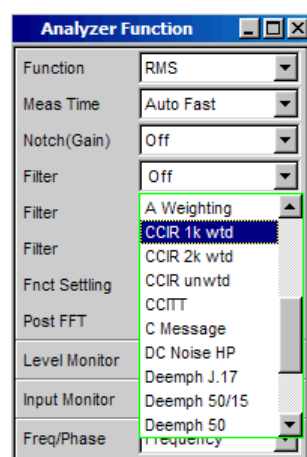 Analyzer Function
Function RMS
Meas Time Auto Fast
Notch(Gain) Off
Filter Off
Filter A Weighting
CCIR 1k wtd
Filter CCIR 2k wtd
CCIR unwtd
Fnct Settling CCITT
C Message
Post FFT DC Noise HP
Level Monitor Deemph J.17
Input Monitor Deemph 50/15
Deemph 50
Freq/Phase Frequency